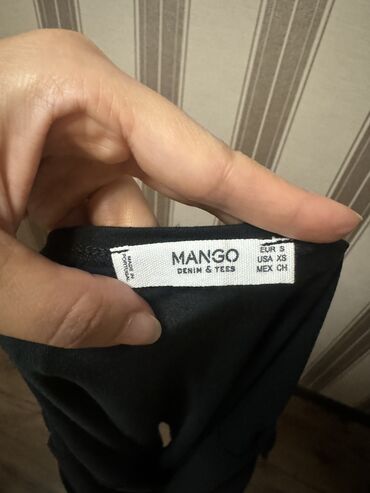 MANGO
DENIM & TEES
EUR S
USA XS
MEX CH
MADE IN
PORTUGAL